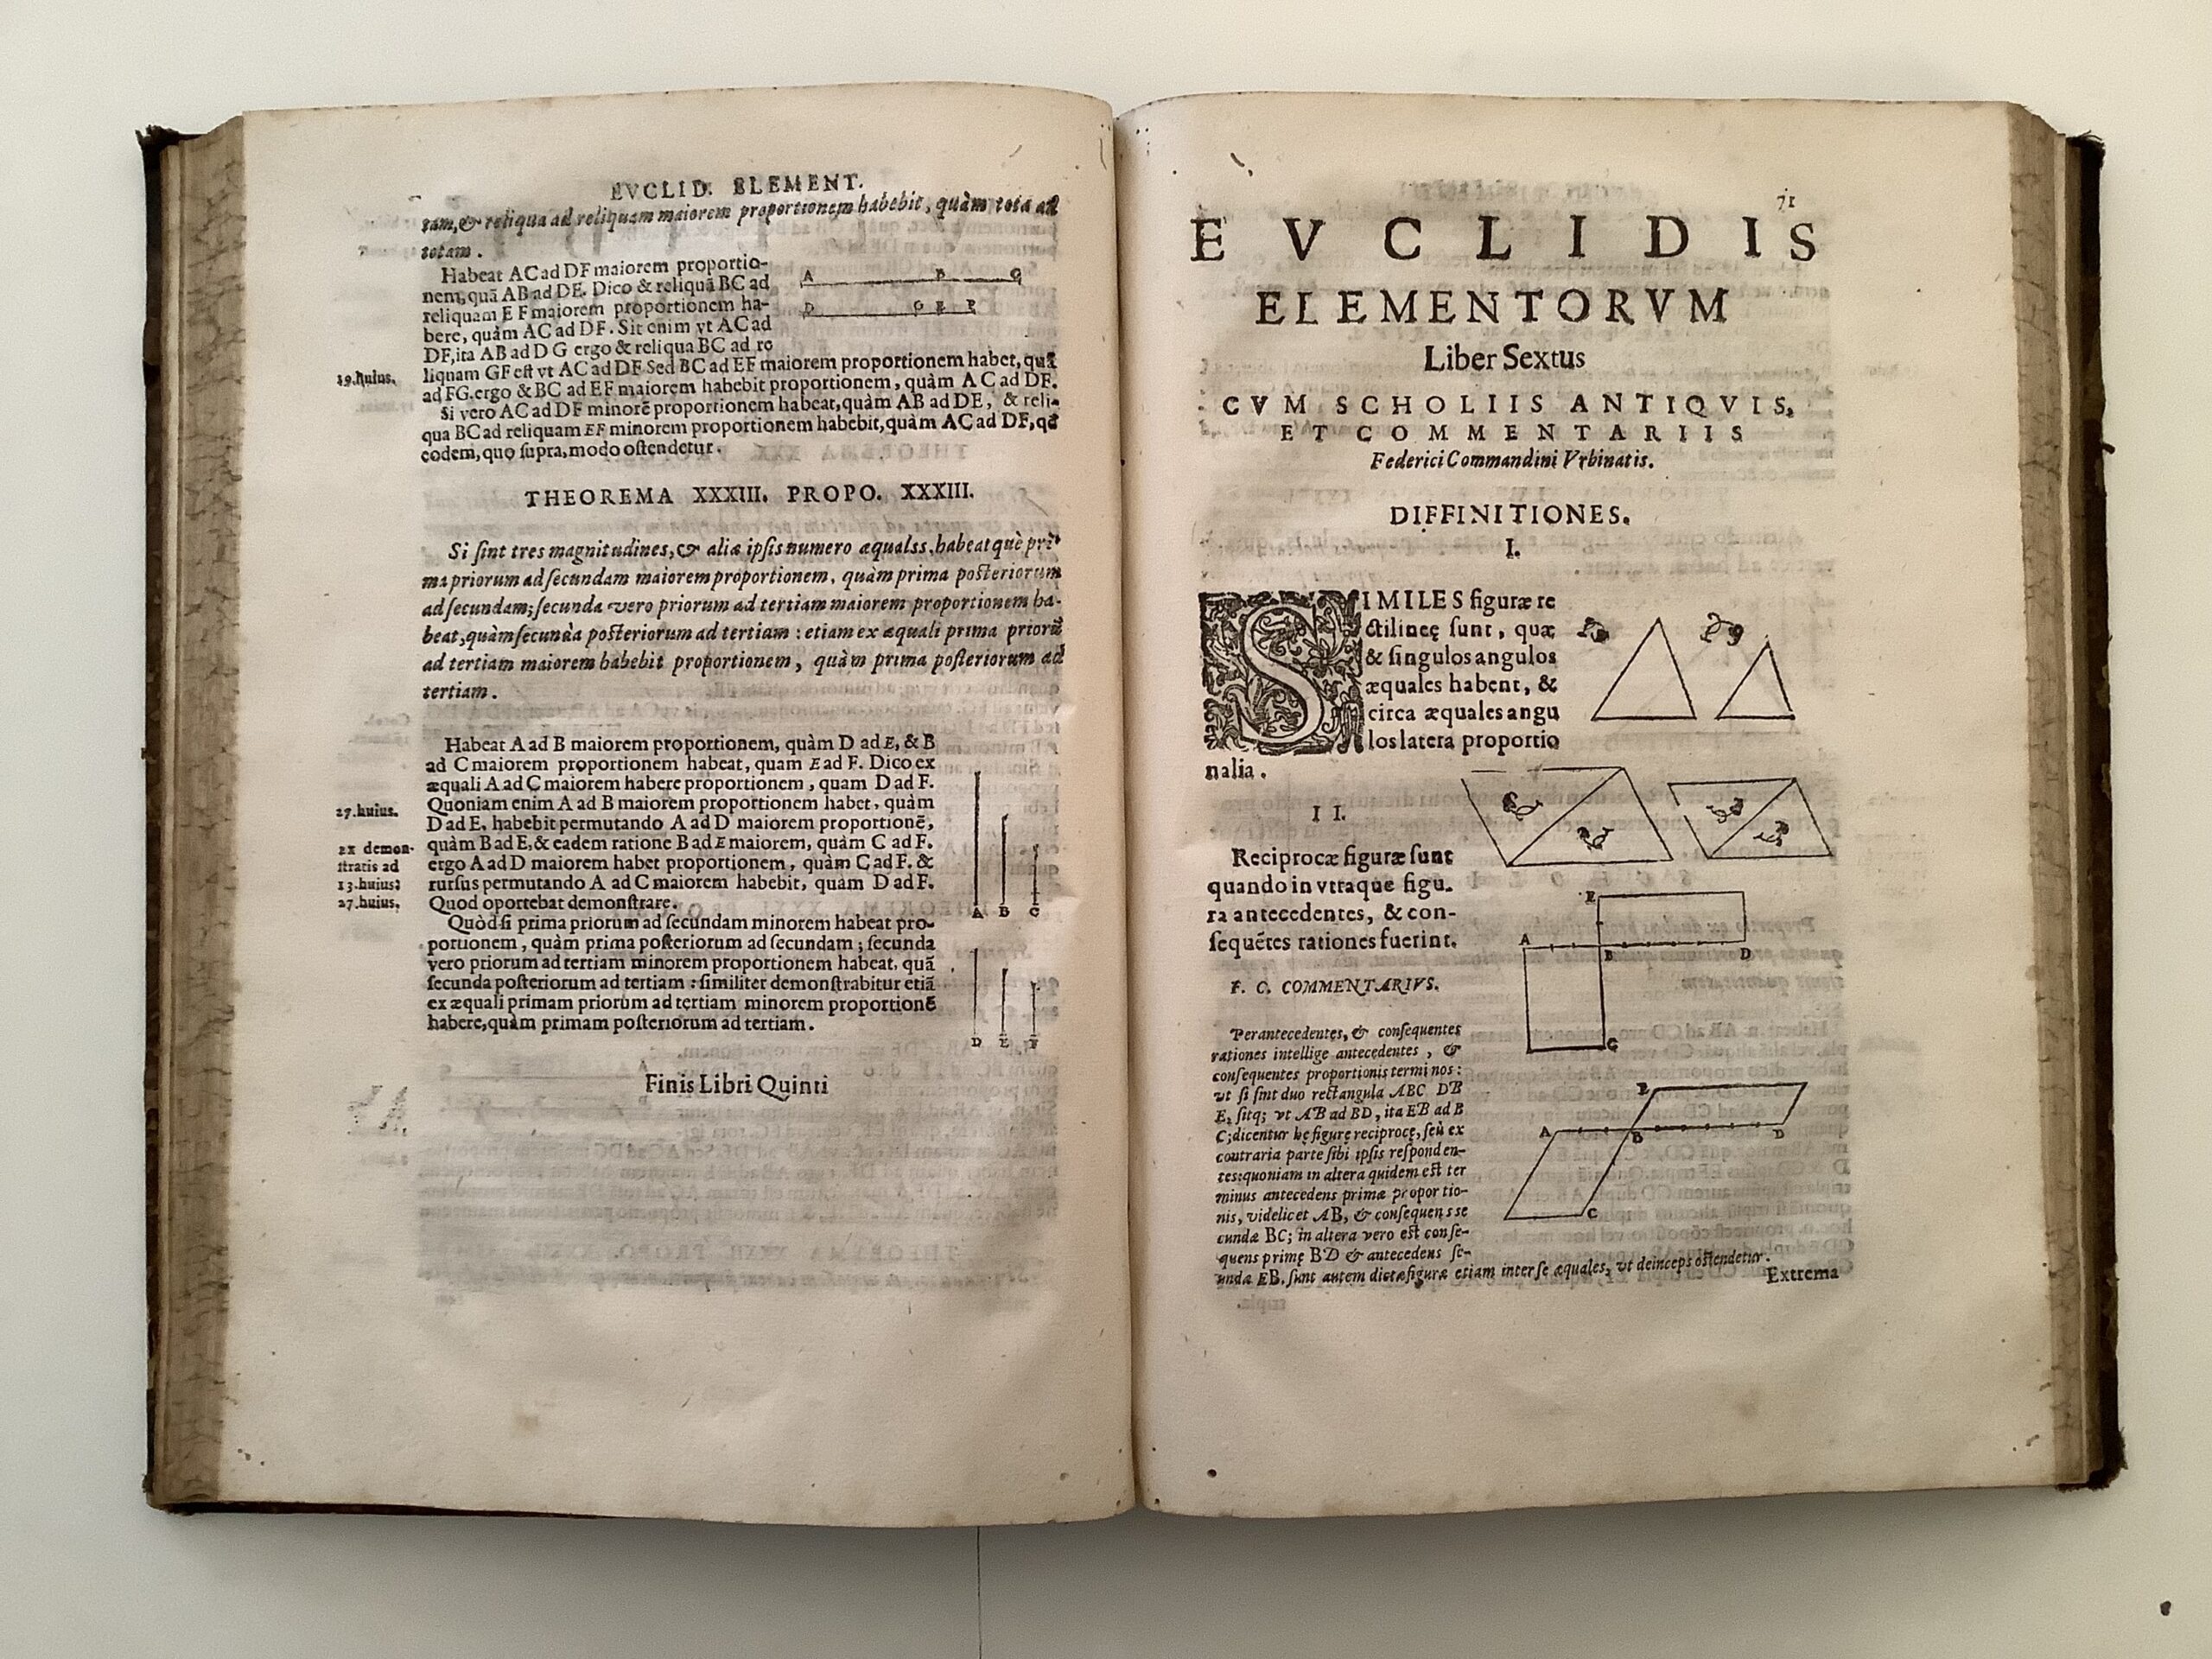 EVCLID. ELEMENT.
tam, & reliqua ad reliquam maiorem proportionem habebit, quàm tota ad
totam.
Habeat AC ad DF maiorem proportio-
nem, quā AB ad DE. Dico & reliquā BC ad
reliquam EF maiorem proportionem ha-
bere, quàm AC ad DF. Sit enim vt AC ad
DF, ita AB ad DG ergo & reliqua BC ad re
A B C
D G E F
liquam GF est vt AC ad DF Sed BC ad EF maiorem proportionem habet, quā
19. huius.
ad FG. ergo & BC ad EF maiorem habebit proportionem, quàm AC ad DF.
Si vero AC ad DF minorē proportionem habeat, quàm AB ad DE, & reli-
qua BC ad reliquam EF minorem proportionem habebit, quàm AC ad DF, qđ
eodem, quo supra, modo ostendetur.
THEOREMA XXXIII. PROPO. XXXIII.
Si sint tres magnitudines, & aliæ ipsis numero æqualss, habeat què pri
ma priorum ad secundam maiorem proportionem, quàm prima posteriorum
ad secundam; secunda vero priorum ad tertiam maiorem proportionem ha-
beat, quàm secunda posteriorum ad tertiam : etiam ex æquali prima priorū
ad tertiam maiorem habebit proportionem, quàm prima posteriorum ad
tertiam.
Habeat A ad B maiorem proportionem, quàm D ad E, & B
ad C maiorem proportionem habeat, quam E ad F. Dico ex
æquali A ad C maiorem habere proportionem, quam D ad F.
27. huius.
Quoniam enim A ad B maiorem proportionem habet, quàm
D ad E, habebit permutando A ad D maiorem proportionē,
ex demon-
stratis ad
13. huius:
27. huius.
quàm B ad E, & eadem ratione B ad E maiorem, quàm C ad F.
ergo A ad D maiorem habet proportionem, quàm C ad F. &
rursus permutando A ad C maiorem habebit, quàm D ad F.
Quod oportebat demonstrare.
A B C
Quòd si prima priorum ad secundam minorem habeat pro-
portionem, quàm prima posteriorum ad secundam; secunda
vero priorum ad tertiam minorem proportionem habeat, quā
secunda posteriorum ad tertiam : similiter demonstrabitur etiā
ex æquali primam priorum ad tertiam minorem proportionē
habere, quàm primam posteriorum ad tertiam.
D E F
Finis Libri Quinti
71
EVCLIDIS
ELEMENTORVM
Liber Sextus
CVM SCHOLIIS ANTIQVIS,
ET COMMENTARIIS
Federici Commandini Vrbinatis.
DIFFINITIONES.
I.
SIMILES figuræ re
ctilineę sunt, quæ
& singulos angulos
æquales habent, &
circa æquales angu
los latera proportio
nalia.
II.
Reciprocæ figuræ sunt
quando in vtraque figu.
ra antecedentes, & con-
sequētes rationes fuerint.
E
A B D
C
F. C. COMMENTARIVS.
Per antecedentes, & consequentes
rationes intellige antecedentes, &
consequentes proportionis terminos :
vt si sint duo rectangula ABC DB
E, sitq; vt AB ad BD, ita EB ad B
C; dicentur hę figurę reciprocę, seù ex
contraria parte sibi ipsis responden-
tes: quoniam in altera quidem est ter
minus antecedens primæ propor tio-
nis, videlicet AB, & consequens se
cundæ BC; in altera vero est conse-
quens primę BD & antecedens se-
undæ EB. sunt autem dictæ figuræ etiam inter se æquales, vt deinceps ostendetur.
E
A B D
C
Extrema